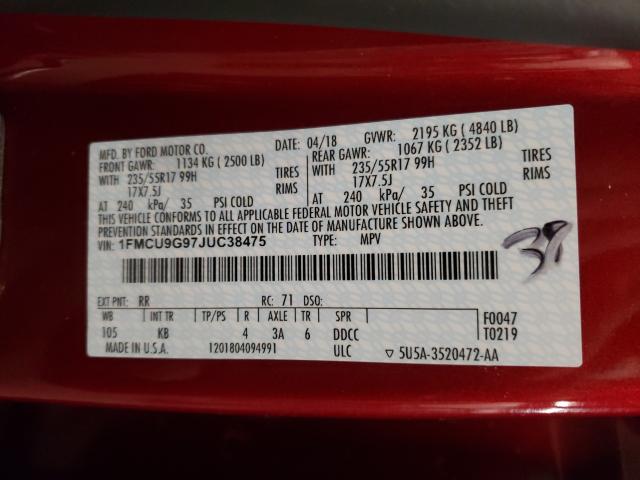 MFD. BY FORD MOTOR CO. DATE: 04/18 GVWR: 2195 KG ( 4840 LB)
FRONT GAWR: 1134 KG ( 2500 LB) REAR GAWR: 1067 KG ( 2352 LB)
WITH 235/55R17 99H TIRES WITH 235/55R17 99H TIRES
17X7.5J RIMS 17X7.5J RIMS
AT 240 kPa/ 35 PSI COLD AT 240 kPa/ 35 PSI COLD
THIS VEHICLE CONFORMS TO ALL APPLICABLE FEDERAL MOTOR VEHICLE SAFETY AND THEFT
PREVENTION STANDARDS IN EFFECT ON THE DATE OF MANUFACTURE SHOWN ABOVE.
VIN: 1FMCU9G97JUC38475 TYPE: MPV
37
EXT PNT: RR RC: 71 DSO:
WB INT TR TP/PS R AXLE TR SPR F0047
105 KB 4 3A 6 DDCC T0219
MADE IN U.S.A. 1201804094991 ULC ▽ 5U5A-3520472-AA